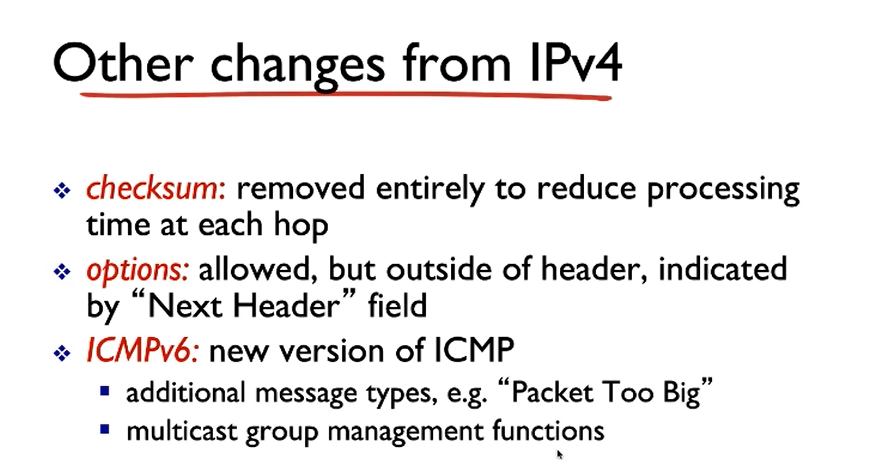 Other changes from IPv4
❖ checksum: removed entirely to reduce processing
time at each hop
❖ options: allowed, but outside of header, indicated
by “Next Header” field
❖ ICMPv6: new version of ICMP
▪ additional message types, e.g. “Packet Too Big”
▪ multicast group management functions